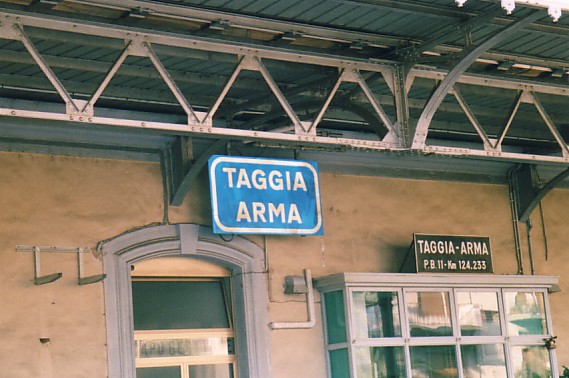 TAGGIA
ARMA
TAGGIA-ARMA
P.B. 11-Km 124.233